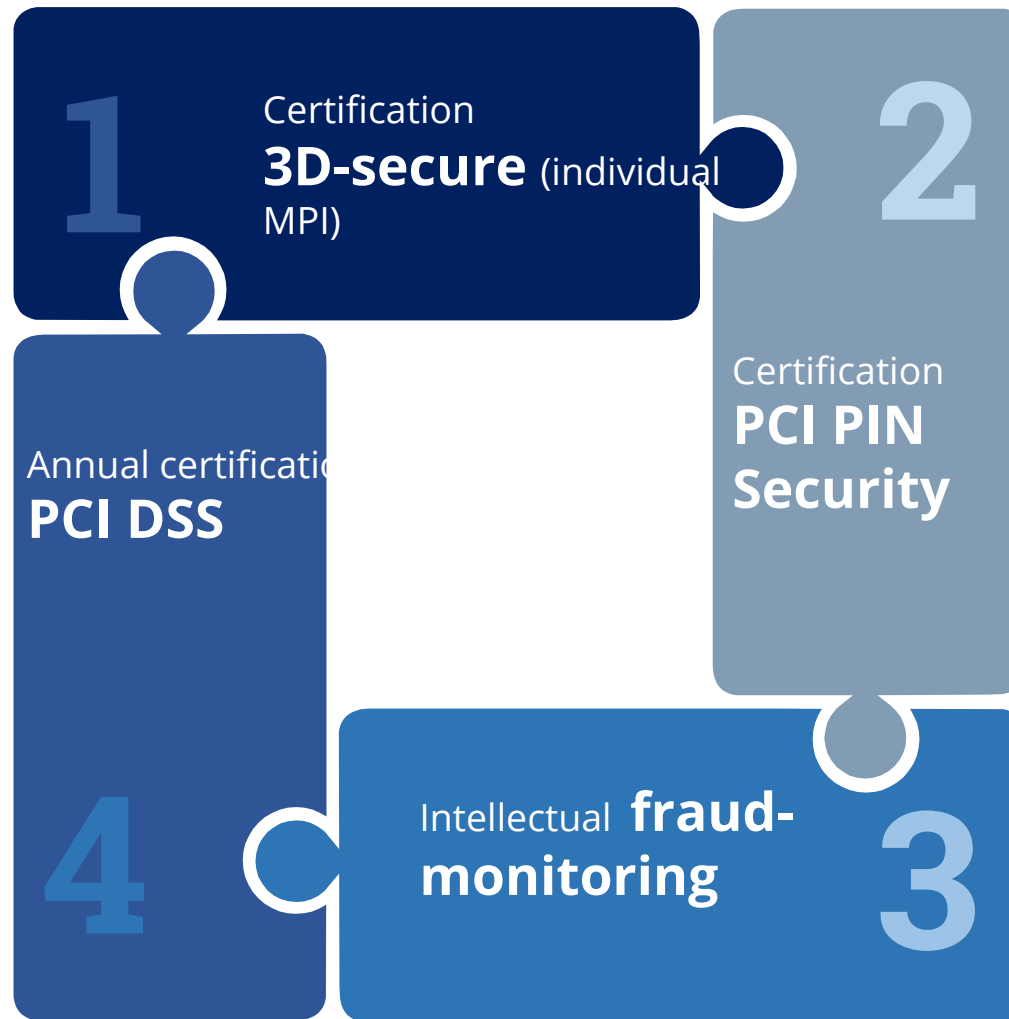 1
Certification
3D-secure (individual
MPI)
2
Certification
PCI PIN
Security
Intellectual fraud-
monitoring
3
Annual certificatio
PCI DSS
4